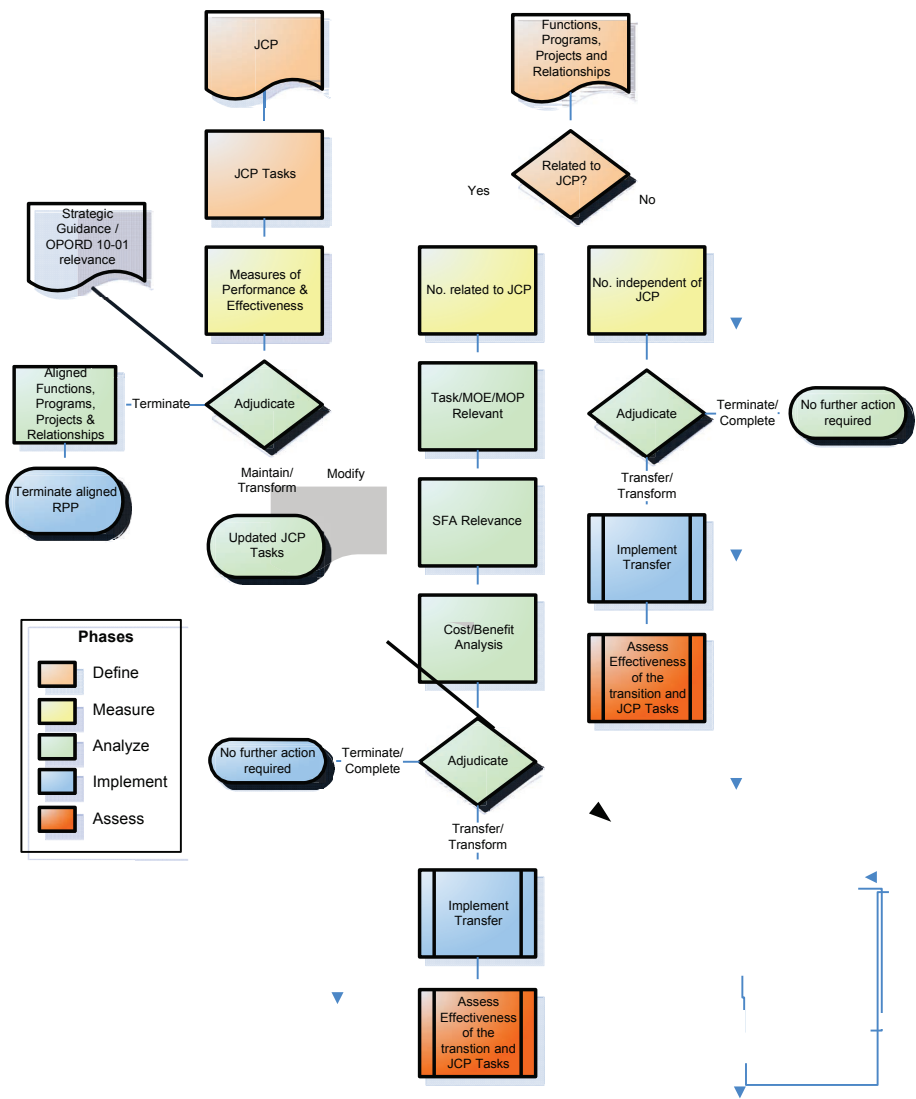 JCP
Functions,
Programs,
Projects and
Relationships
JCP Tasks
Related to
JCP?
Yes
No
Strategic
Guidance /
OPORD 10-01
relevance
Measures of
Performance &
Effectiveness
No. related to JCP
No. independent of
JCP
Aligned
Functions,
Programs,
Projects &
Relationships
Terminate
Adjudicate
Task/MOE/MOP
Relevant
Adjudicate
Terminate/
Complete
No further action
required
Terminate aligned
RPP
Maintain/
Transform
Modify
Transfer/
Transform
Updated JCP
Tasks
SFA Relevance
Implement
Transfer
Cost/Benefit
Analysis
Assess
Effectiveness
of the
transition and
JCP Tasks
Phases
Define
Measure
Analyze
Implement
Assess
No further action
required
Terminate/
Complete
Adjudicate
Transfer/
Transform
Implement
Transfer
Assess
Effectiveness
of the
transtion and
JCP Tasks